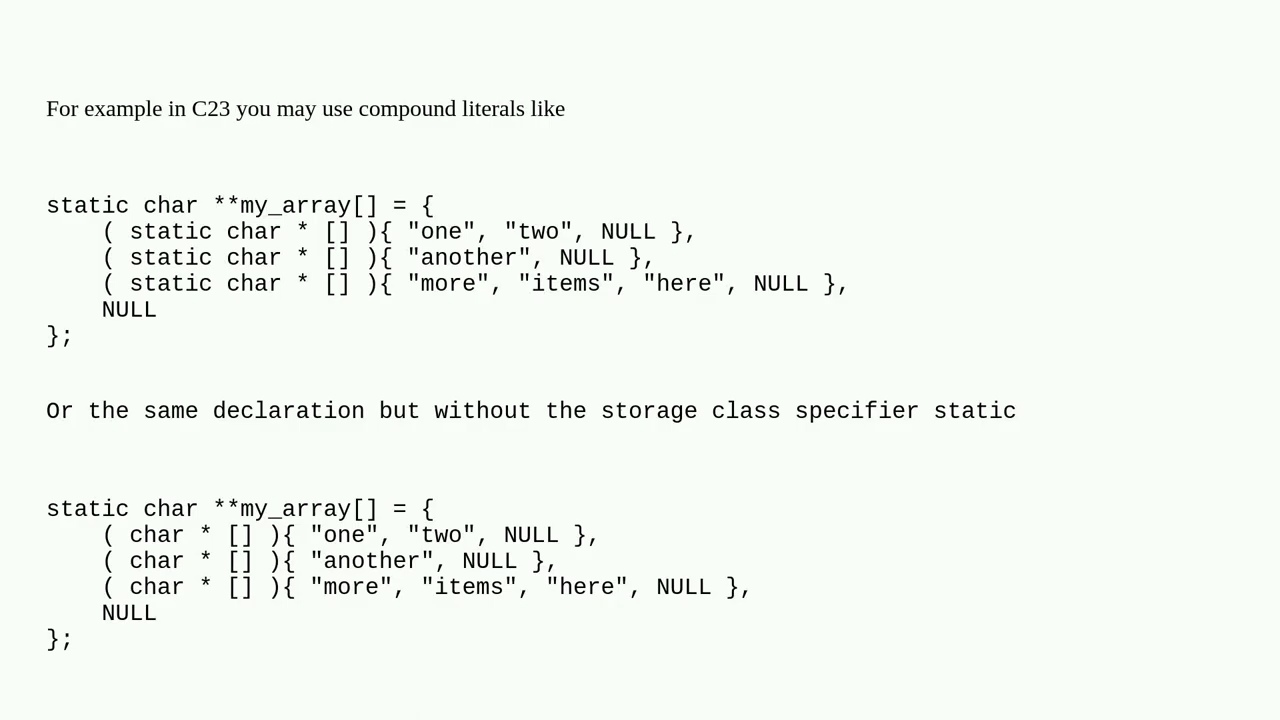 For example in C23 you may use compound literals like
static char **my_array[] = {
    ( static char * [] ){ "one", "two", NULL },
    ( static char * [] ){ "another", NULL },
    ( static char * [] ){ "more", "items", "here", NULL },
    NULL
};
Or the same declaration but without the storage class specifier static
static char **my_array[] = {
    ( char * [] ){ "one", "two", NULL },
    ( char * [] ){ "another", NULL },
    ( char * [] ){ "more", "items", "here", NULL },
    NULL
};